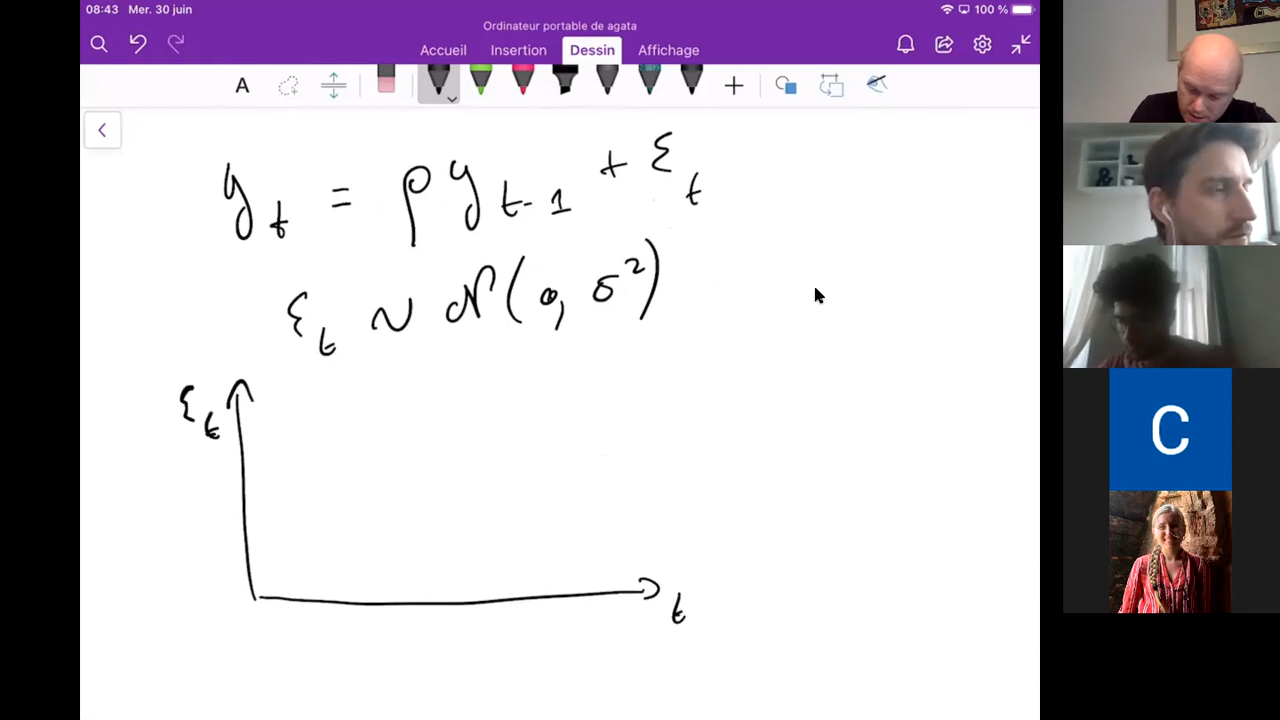 08:43 Mer. 30 juin 100 %
Ordinateur portable de agata
Accueil Insertion Dessin Affichage
A
y_t = ρ y_{t-1} + ε_t
ε_t ~ N(0, σ²)
ε_t
t
C